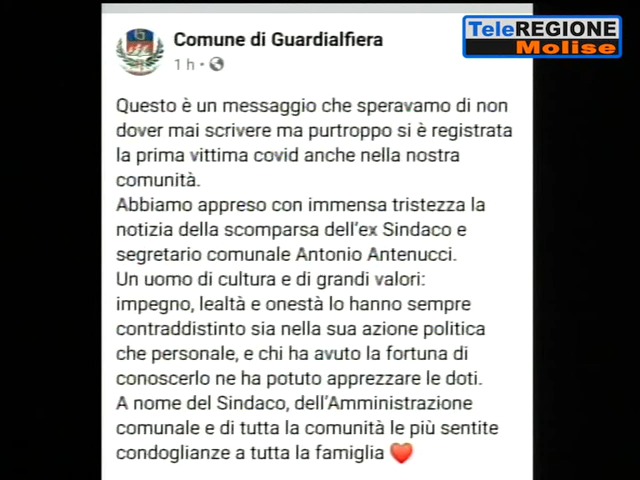 TeleREGIONE
Molise
Comune di Guardialfiera
1 h •
Questo è un messaggio che speravamo di non
dover mai scrivere ma purtroppo si è registrata
la prima vittima covid anche nella nostra
comunità.
Abbiamo appreso con immensa tristezza la
notizia della scomparsa dell'ex Sindaco e
segretario comunale Antonio Antenucci.
Un uomo di cultura e di grandi valori:
impegno, lealtà e onestà lo hanno sempre
contraddistinto sia nella sua azione politica
che personale, e chi ha avuto la fortuna di
conoscerlo ne ha potuto apprezzare le doti.
A nome del Sindaco, dell'Amministrazione
comunale e di tutta la comunità le più sentite
condoglianze a tutta la famiglia ❤️